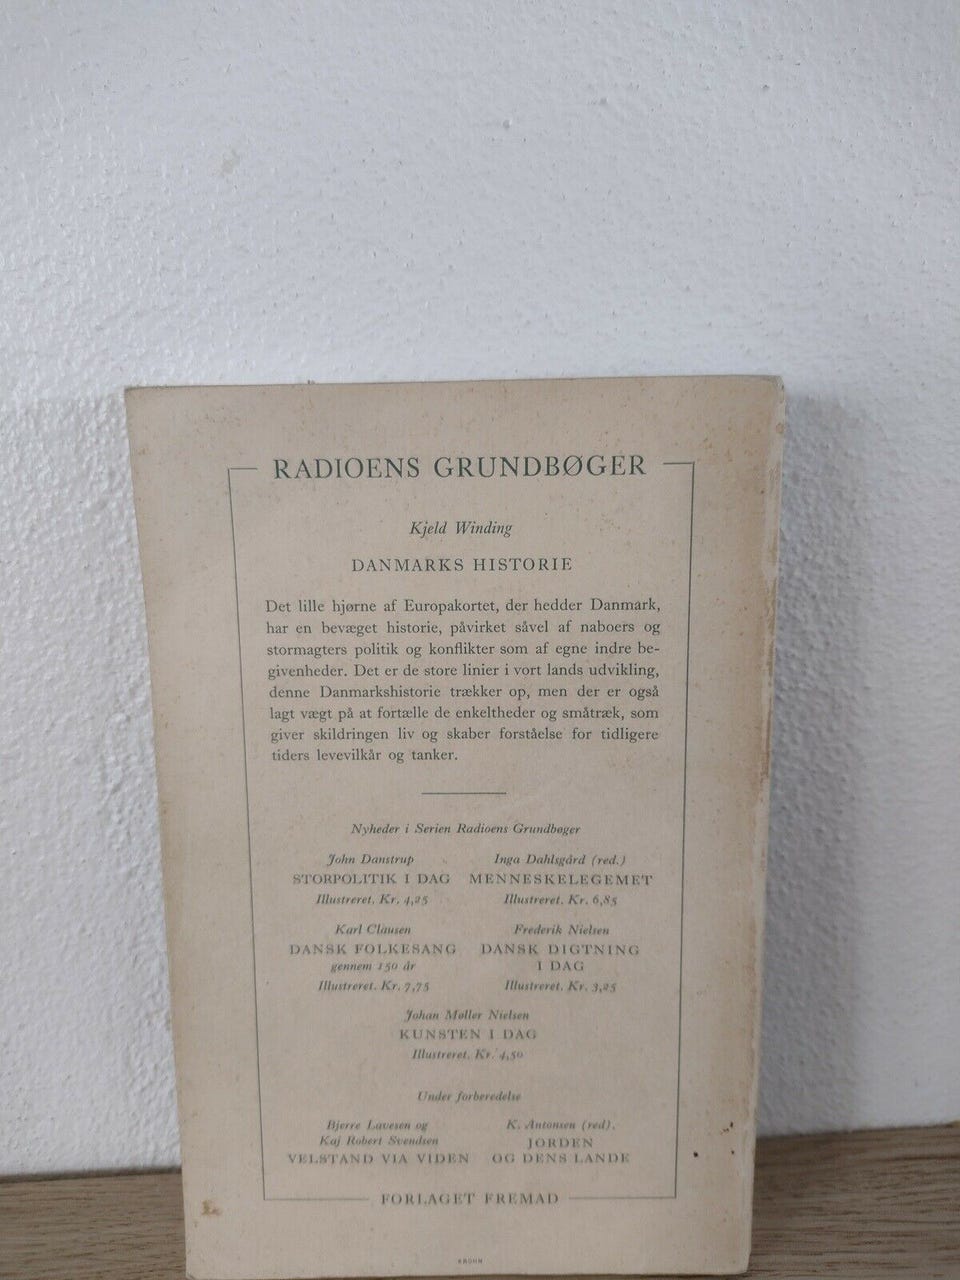 RADIOENS GRUNDBØGER
Kjeld Winding
DANMARKS HISTORIE
Det lille hjørne af Europakortet, der hedder Danmark,
har en bevæget historie, påvirket såvel af naboers og
stormagters politik og konflikter som af egne indre be-
givenheder. Det er de store linier i vort lands udvikling,
denne Danmarkshistorie trækker op, men der er også
lagt vægt på at fortælle de enkeltheder og småtræk, som
giver skildringen liv og skaber forståelse for tidligere
tiders levevilkår og tanker.
Nyheder i Serien Radioens Grundbøger
John Danstrup
STORPOLITIK I DAG
Illustreret. Kr. 4,25
Inga Dahlsgård (red.)
MENNESKELEGEMET
Illustreret. Kr. 6,85
Karl Clausen
DANSK FOLKESANG
gennem 150 år
Illustreret. Kr. 7,75
Frederik Nielsen
DANSK DIGTNING
I DAG
Illustreret. Kr. 3,25
Johan Møller Nielsen
KUNSTEN I DAG
Illustreret. Kr. 4,50
Under forberedelse
Bjerre Lavesen og
Kaj Robert Svendsen
VELSTAND VIA VIDEN
K. Antonsen (red).
JORDEN
OG DENS LANDE
FORLAGET FREMAD
KROHN